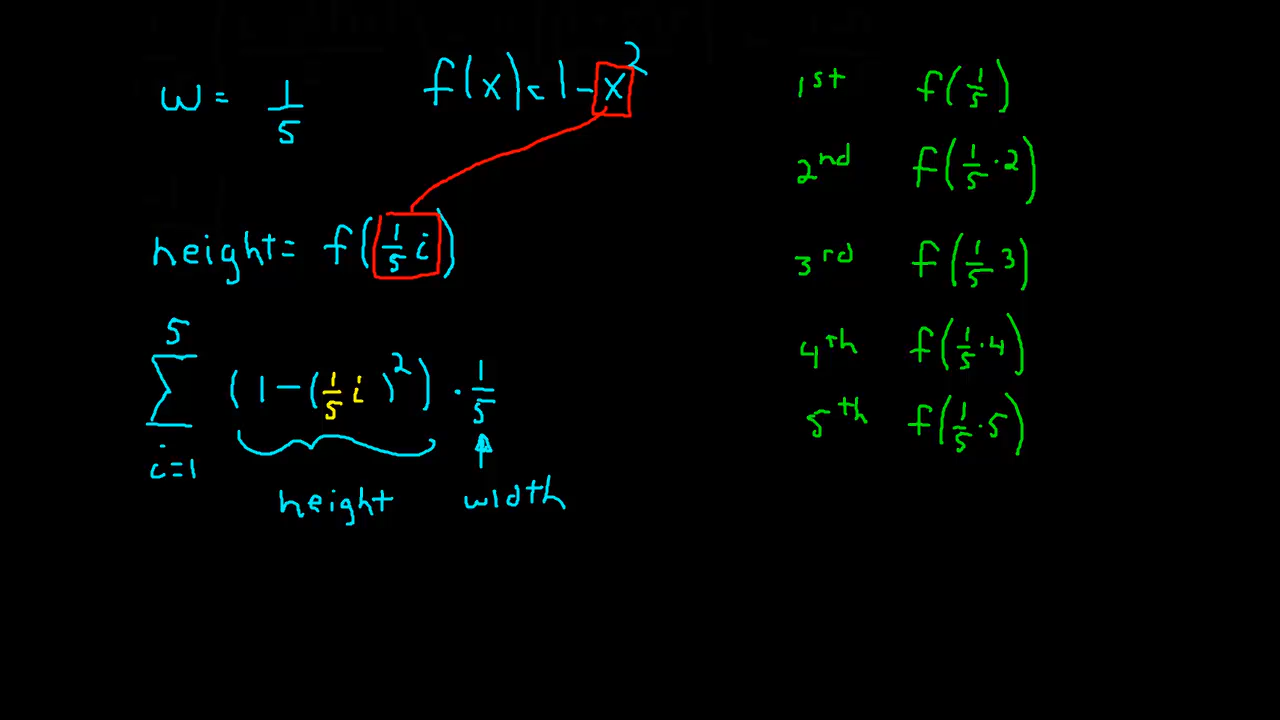 w = 1/5
f(x) = 1 - x²
height = f(1/5 i)
5
Σ (1 - (1/5 i)²) · 1/5
i=1
height
width
1st f(1/5)
2nd f(1/5 · 2)
3rd f(1/5 3)
4th f(1/5 · 4)
5th f(1/5 · 5)